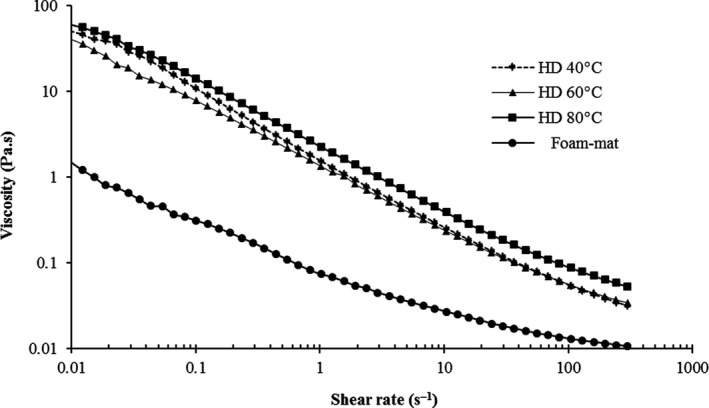 100
10
1
0.1
0.01
Viscosity (Pa.s)
HD 40°C
HD 60°C
HD 80°C
Foam-mat
0.01 0.1 1 10 100 1000
Shear rate (s⁻¹)